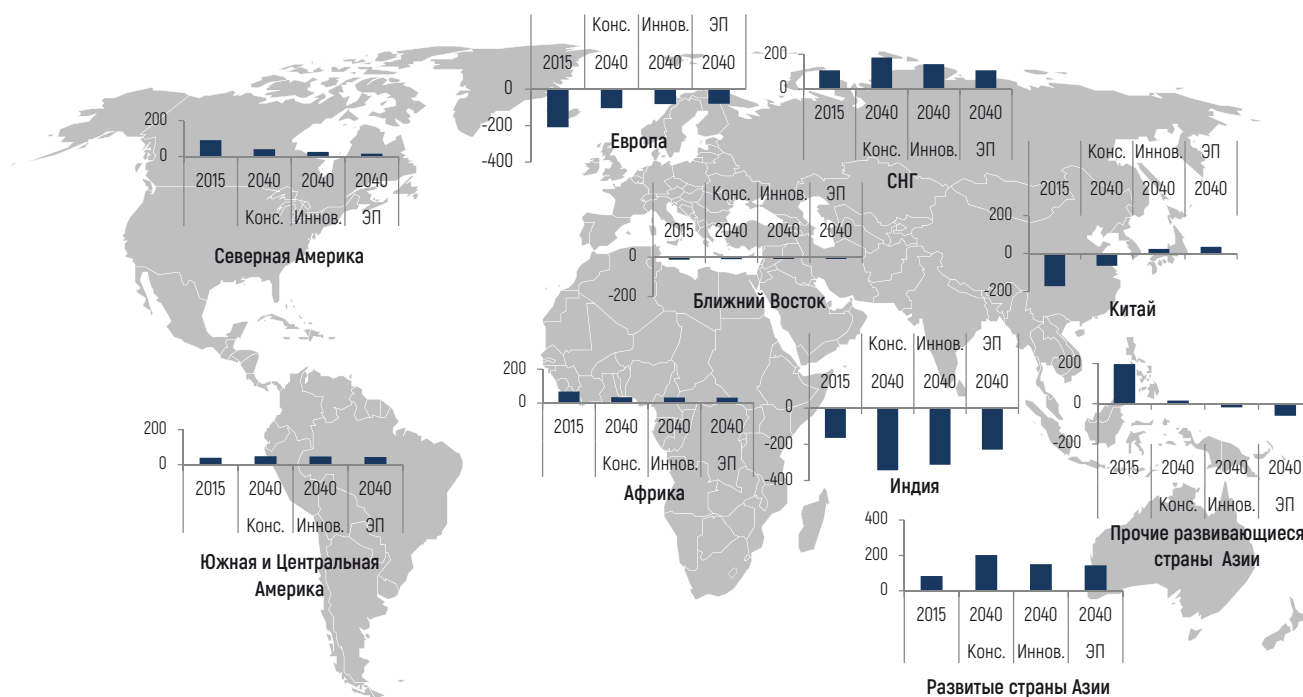 Конс. Иннов. ЭП
2015 2040 2040 2040
0
-200
-400
Европа
200
0
2015 2040 2040 2040
Конс. Иннов. ЭП
СНГ
200
0
2015 2040 2040 2040
Конс. Иннов. ЭП
Северная Америка
Конс. Иннов. ЭП
2015 2040 2040 2040
200
0
-200
Китай
Конс. Иннов. ЭП
2015 2040 2040 2040
0
-200
Ближний Восток
200
0
2015 2040 2040 2040
Конс. Иннов. ЭП
Африка
Конс. Иннов. ЭП
2015 2040 2040 2040
0
-200
-400
Индия
200
0
-200
2015 2040 2040 2040
Конс. Иннов. ЭП
Прочие развивающиеся
страны Азии
200
0
2015 2040 2040 2040
Конс. Иннов. ЭП
Южная и Центральная
Америка
400
200
0
2015 2040 2040 2040
Конс. Иннов. ЭП
Развитые страны Азии